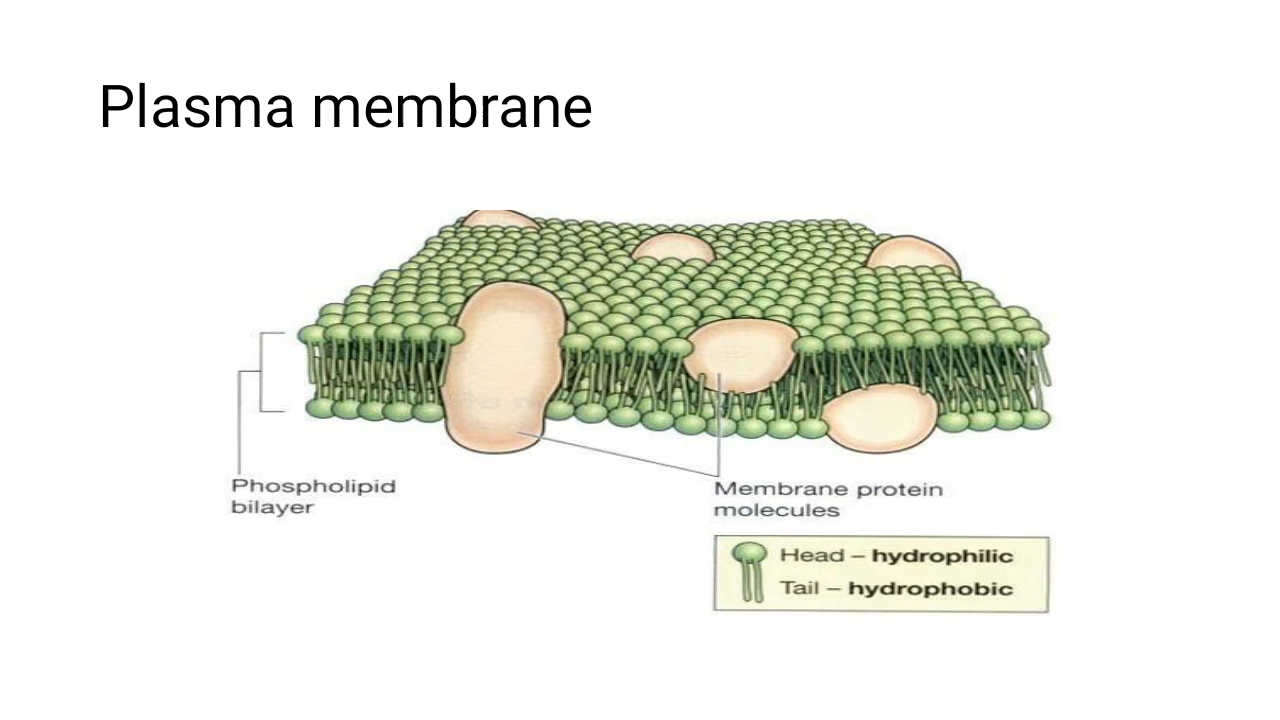 Plasma membrane
Phospholipid
bilayer
Membrane protein
molecules
Head – hydrophilic
Tail – hydrophobic